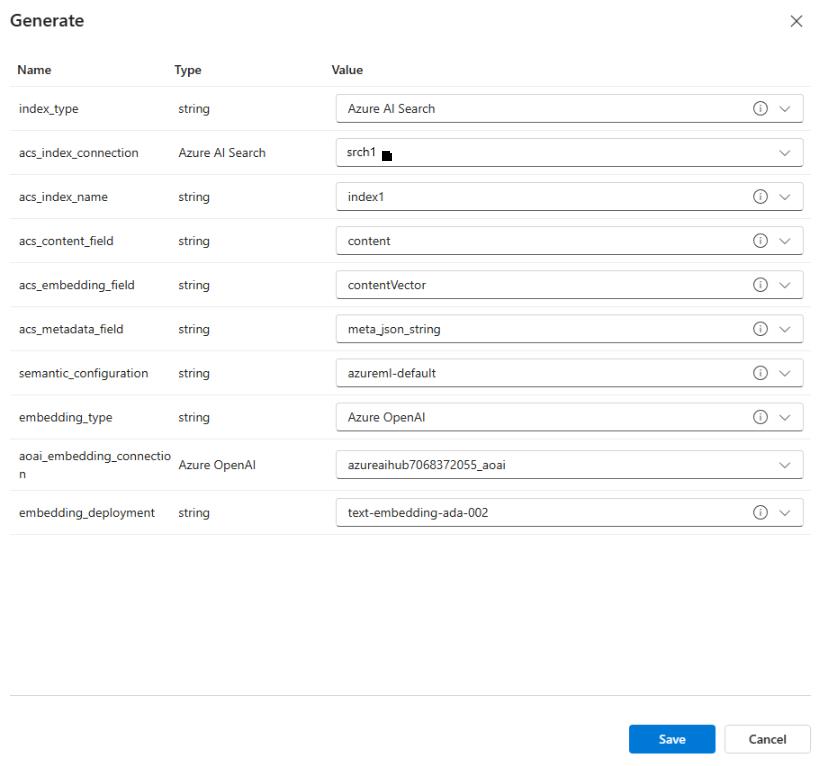 Generate
Name Type Value
index_type string Azure AI Search
acs_index_connection Azure AI Search srch1
acs_index_name string index1
acs_content_field string content
acs_embedding_field string contentVector
acs_metadata_field string meta_json_string
semantic_configuration string azureml-default
embedding_type string Azure OpenAI
aoai_embedding_connectio
n Azure OpenAI azureaihub7068372055_aoai
embedding_deployment string text-embedding-ada-002
Save Cancel